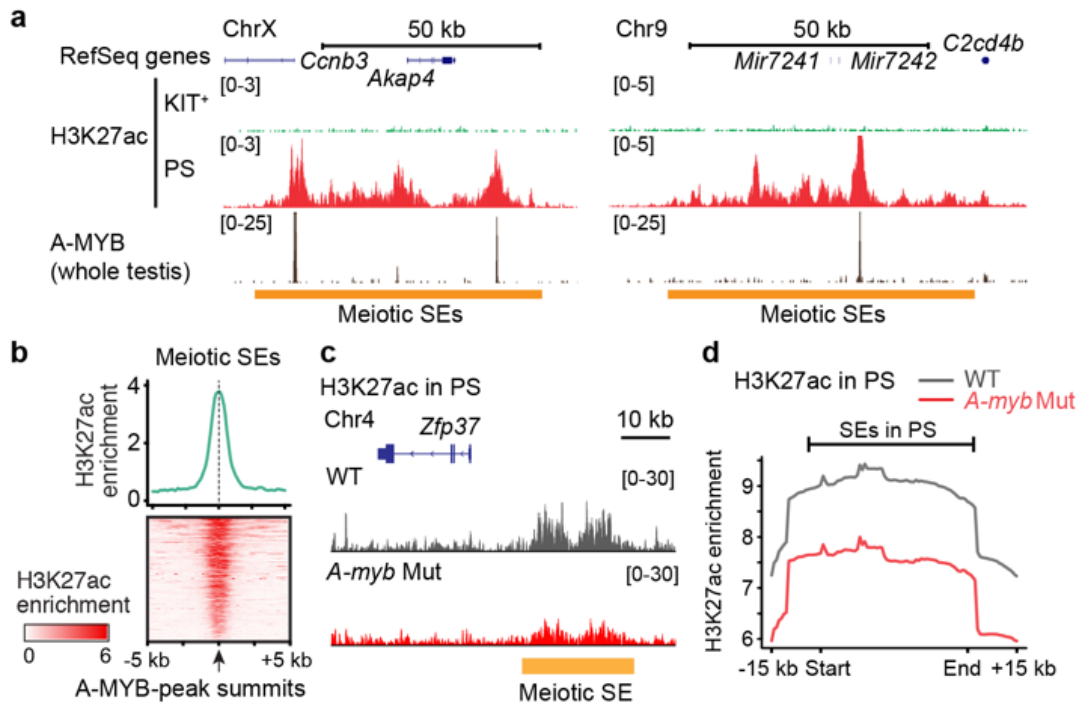 a
ChrX
50 kb
Chr9
50 kb
C2cd4b
RefSeq genes
Ccnb3
Akap4
Mir7241
Mir7242
[0-3]
[0-5]
KIT+
H3K27ac
[0-3]
[0-5]
PS
[0-25]
[0-25]
A-MYB
(whole testis)
Meiotic SEs
Meiotic SEs
b
Meiotic SEs
H3K27ac
enrichment
4
2
0
H3K27ac
enrichment
0
6
-5 kb
+5 kb
A-MYB-peak summits
c
H3K27ac in PS
Chr4
Zfp37
10 kb
WT
[0-30]
A-myb Mut
[0-30]
Meiotic SE
d
H3K27ac in PS
WT
A-myb Mut
SEs in PS
H3K27ac enrichment
9
8
7
6
-15 kb
Start
End
+15 kb